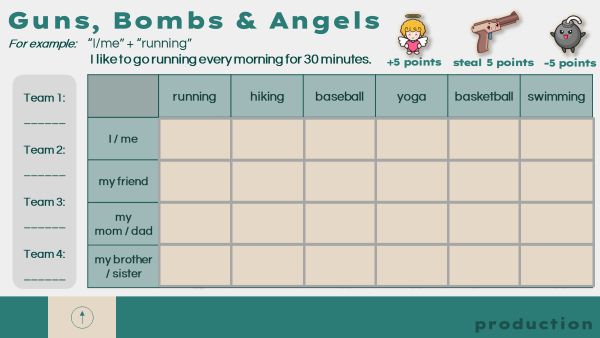 Guns, Bombs & Angels
For example: "I/me" + "running"
I like to go running every morning for 30 minutes.
+5 points
steal 5 points
-5 points
Team 1:
______
Team 2:
______
Team 3:
______
Team 4:
______
running hiking baseball yoga basketball swimming
I / me
my friend
my
mom / dad
my brother
/ sister
production